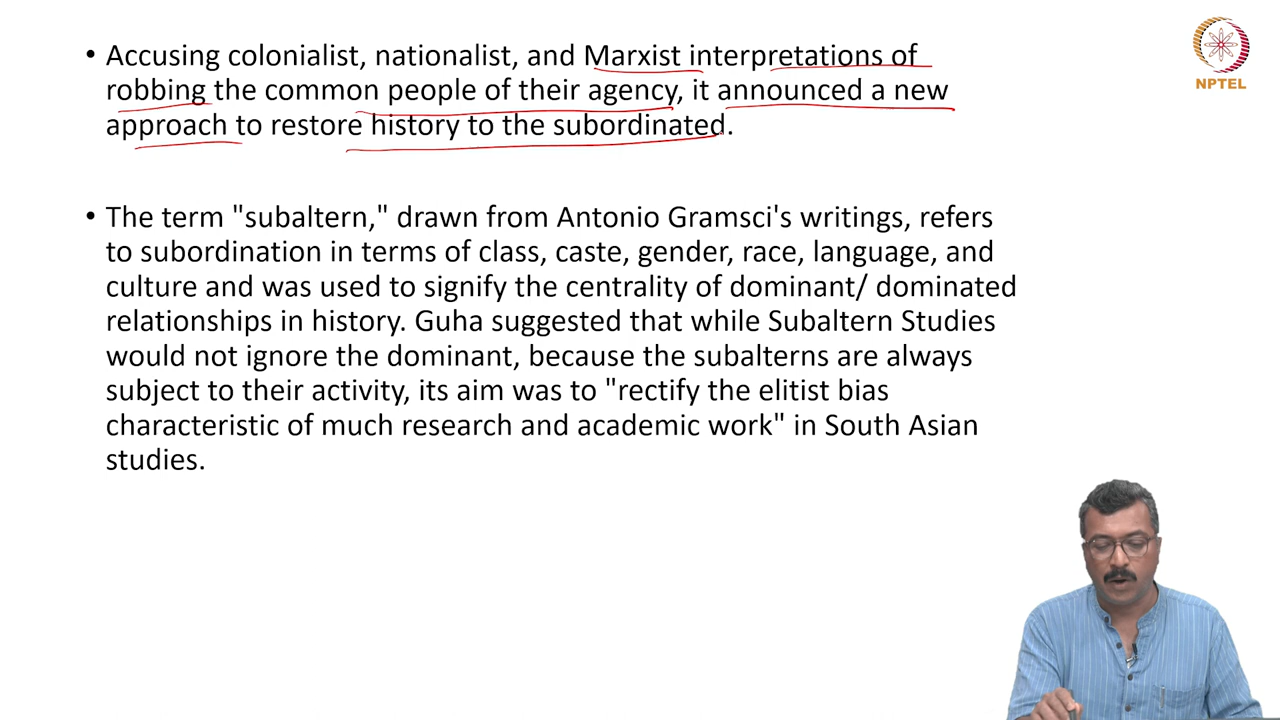 • Accusing colonialist, nationalist, and Marxist interpretations of
robbing the common people of their agency, it announced a new
approach to restore history to the subordinated.
• The term "subaltern," drawn from Antonio Gramsci's writings, refers
to subordination in terms of class, caste, gender, race, language, and
culture and was used to signify the centrality of dominant/ dominated
relationships in history. Guha suggested that while Subaltern Studies
would not ignore the dominant, because the subalterns are always
subject to their activity, its aim was to "rectify the elitist bias
characteristic of much research and academic work" in South Asian
studies.
NPTEL